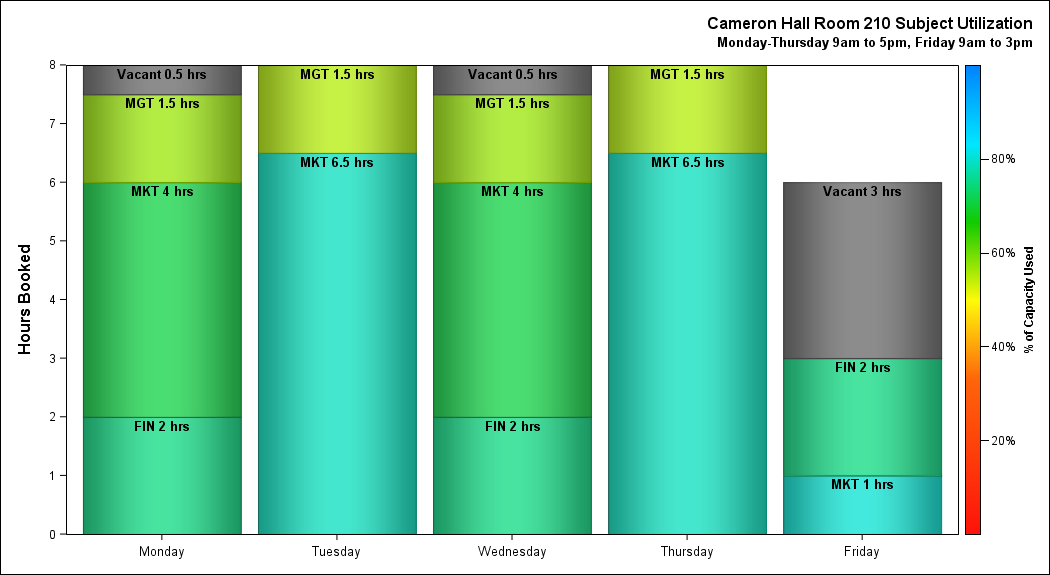 Cameron Hall Room 210 Subject Utilization
Monday-Thursday 9am to 5pm, Friday 9am to 3pm
Hours Booked
8
7
6
5
4
3
2
1
0
Vacant 0.5 hrs
MGT 1.5 hrs
MKT 4 hrs
FIN 2 hrs
MGT 1.5 hrs
MKT 6.5 hrs
Vacant 0.5 hrs
MGT 1.5 hrs
MKT 4 hrs
FIN 2 hrs
MGT 1.5 hrs
MKT 6.5 hrs
Vacant 3 hrs
FIN 2 hrs
MKT 1 hrs
Monday
Tuesday
Wednesday
Thursday
Friday
80%
60%
40%
20%
% of Capacity Used